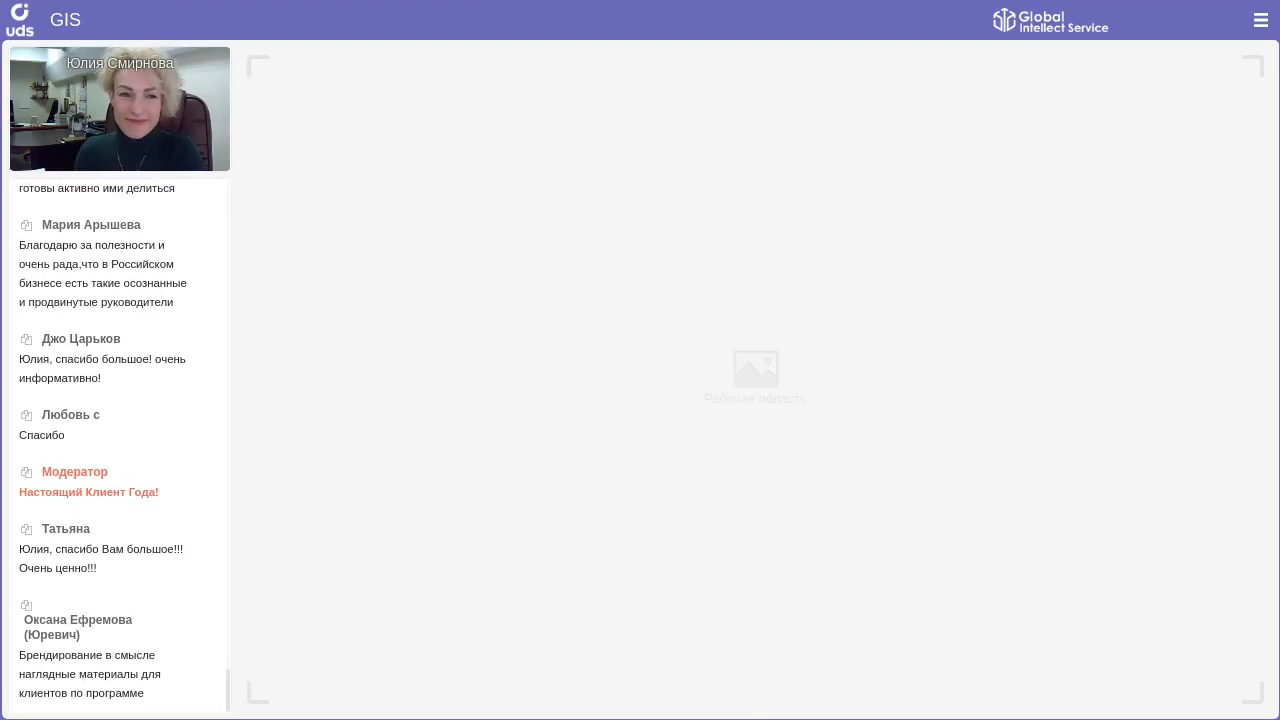 uds
GIS
Global
Intellect Service
Юлия Смирнова
готовы активно ими делиться
Мария Арышева
Благодарю за полезности и
очень рада,что в Российском
бизнесе есть такие осознанные
и продвинутые руководители
Джо Царьков
Юлия, спасибо большое! очень
информативно!
Любовь с
Спасибо
Модератор
Настоящий Клиент Года!
Татьяна
Юлия, спасибо Вам большое!!!
Очень ценно!!!
Оксана Ефремова
(Юревич)
Брендирование в смысле
наглядные материалы для
клиентов по программе
Рабочая область